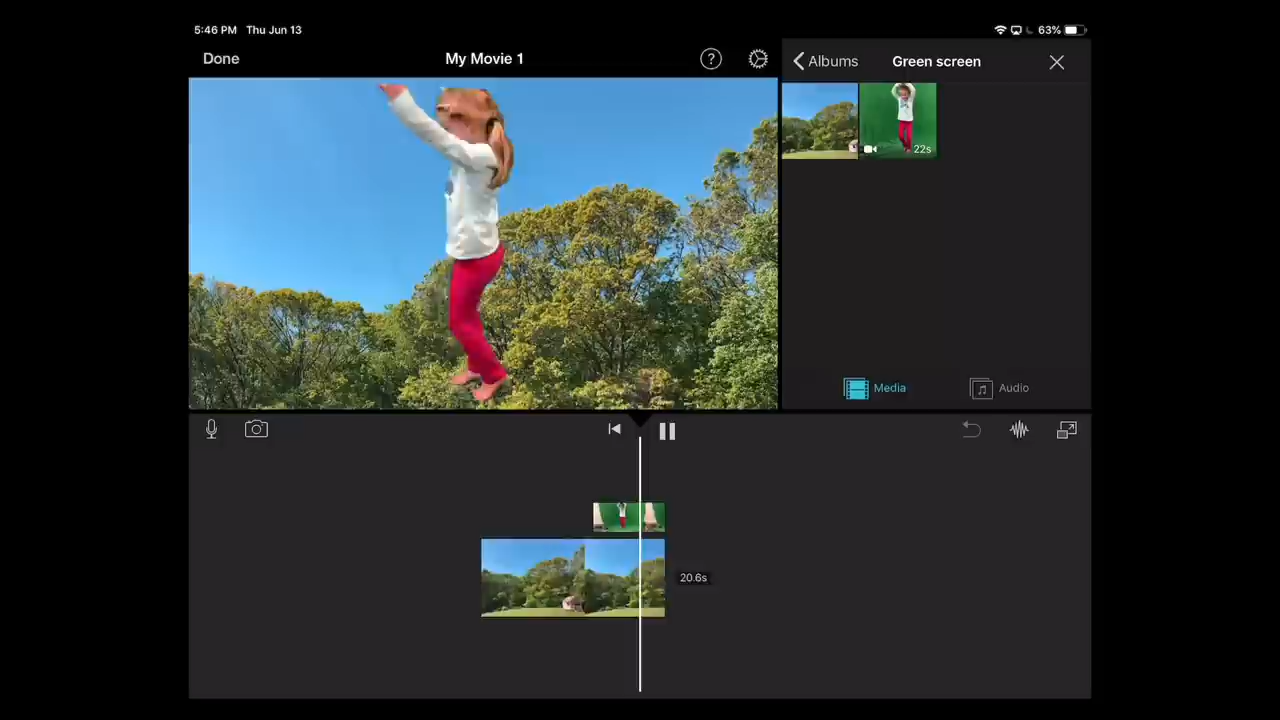 5:46 PM Thu Jun 13
63%
Done
My Movie 1
?
Albums
Green screen
22s
Media
Audio
20.6s